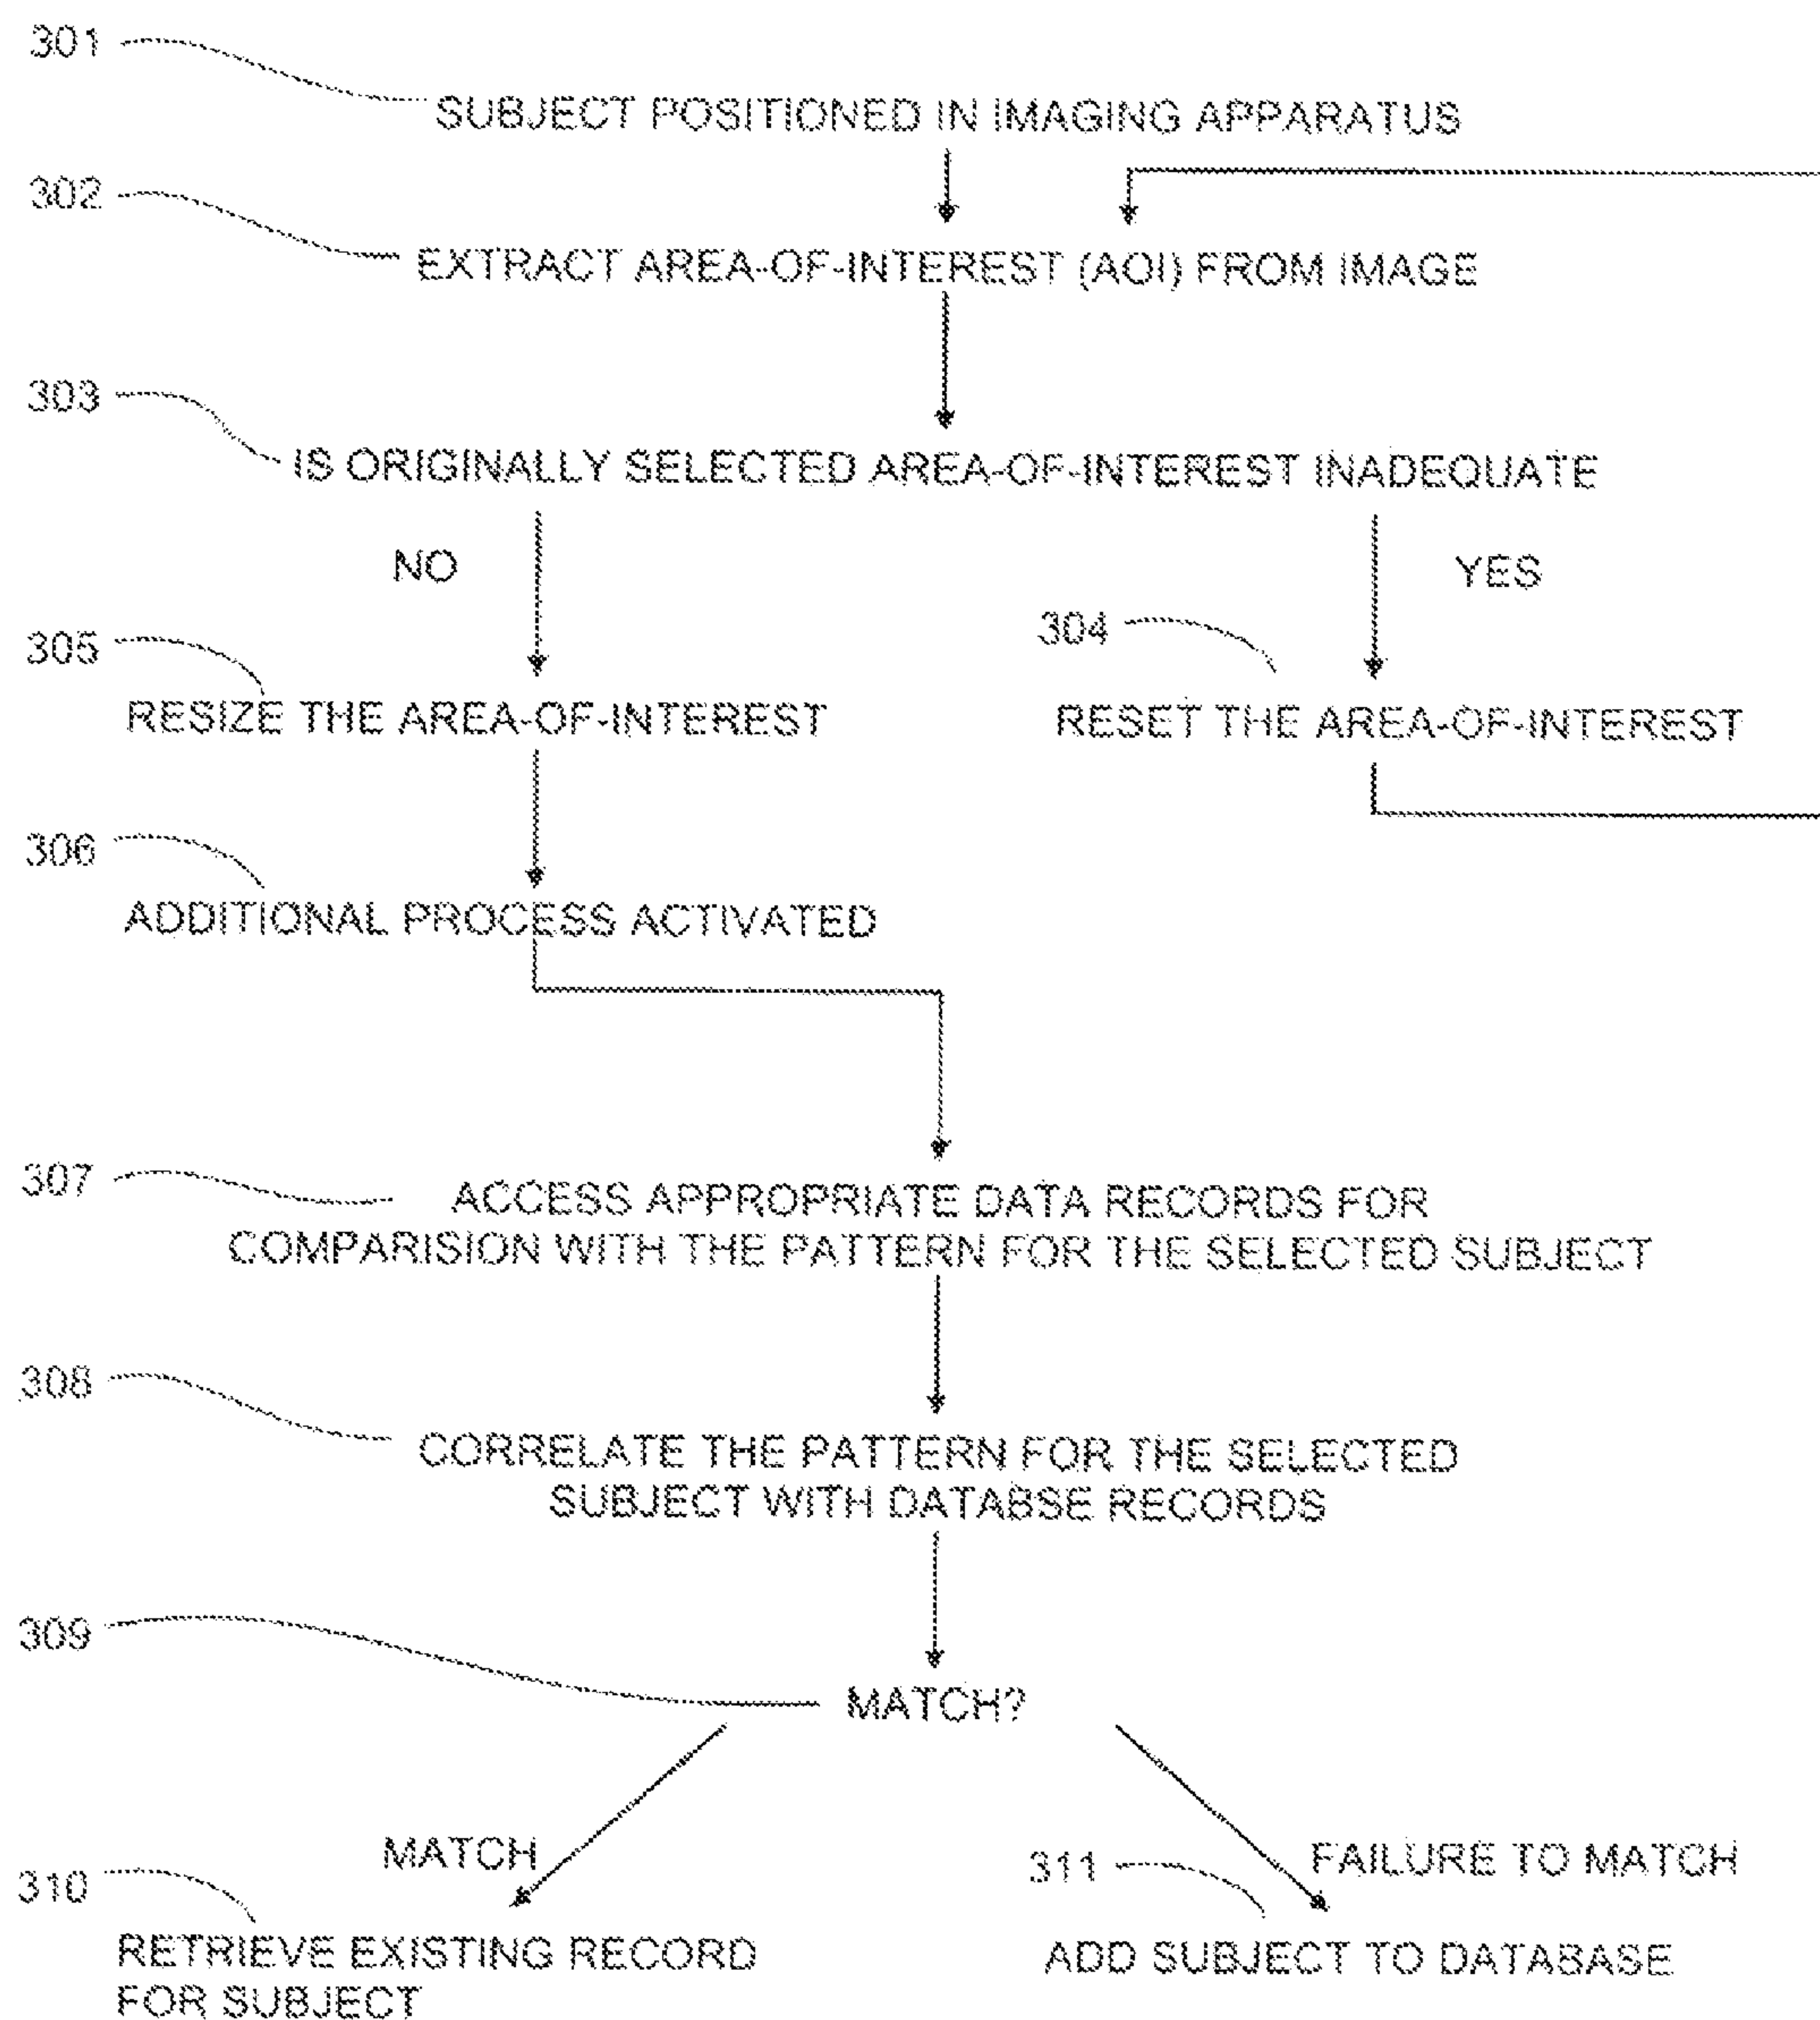 301
SUBJECT POSITIONED IN IMAGING APPARATUS
302
EXTRACT AREA-OF-INTEREST (AOI) FROM IMAGE
303
IS ORIGINALLY SELECTED AREA-OF-INTEREST INADEQUATE
NO
YES
305
304
RESIZE THE AREA-OF-INTEREST
RESET THE AREA-OF-INTEREST
306
ADDITIONAL PROCESS ACTIVATED
307
ACCESS APPROPRIATE DATA RECORDS FOR
COMPARISION WITH THE PATTERN FOR THE SELECTED SUBJECT
308
CORRELATE THE PATTERN FOR THE SELECTED
SUBJECT WITH DATABSE RECORDS
309
MATCH?
MATCH
FAILURE TO MATCH
310
311
RETRIEVE EXISTING RECORD
FOR SUBJECT
ADD SUBJECT TO DATABASE